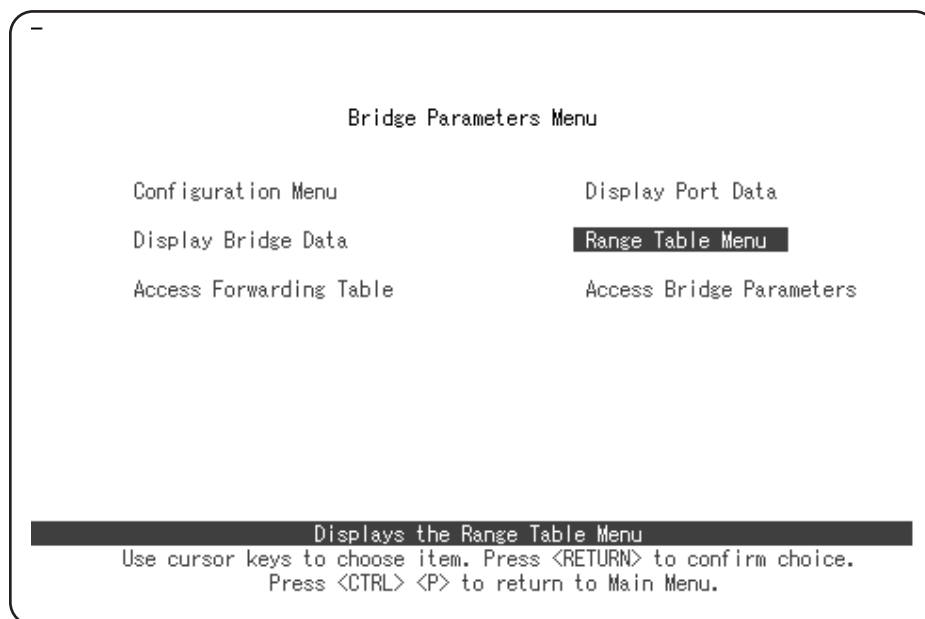 Bridge Parameters Menu
Configuration Menu Display Port Data
Display Bridge Data Range Table Menu
Access Forwarding Table Access Bridge Parameters
Displays the Range Table Menu
Use cursor keys to choose item. Press <RETURN> to confirm choice.
Press <CTRL> <P> to return to Main Menu.